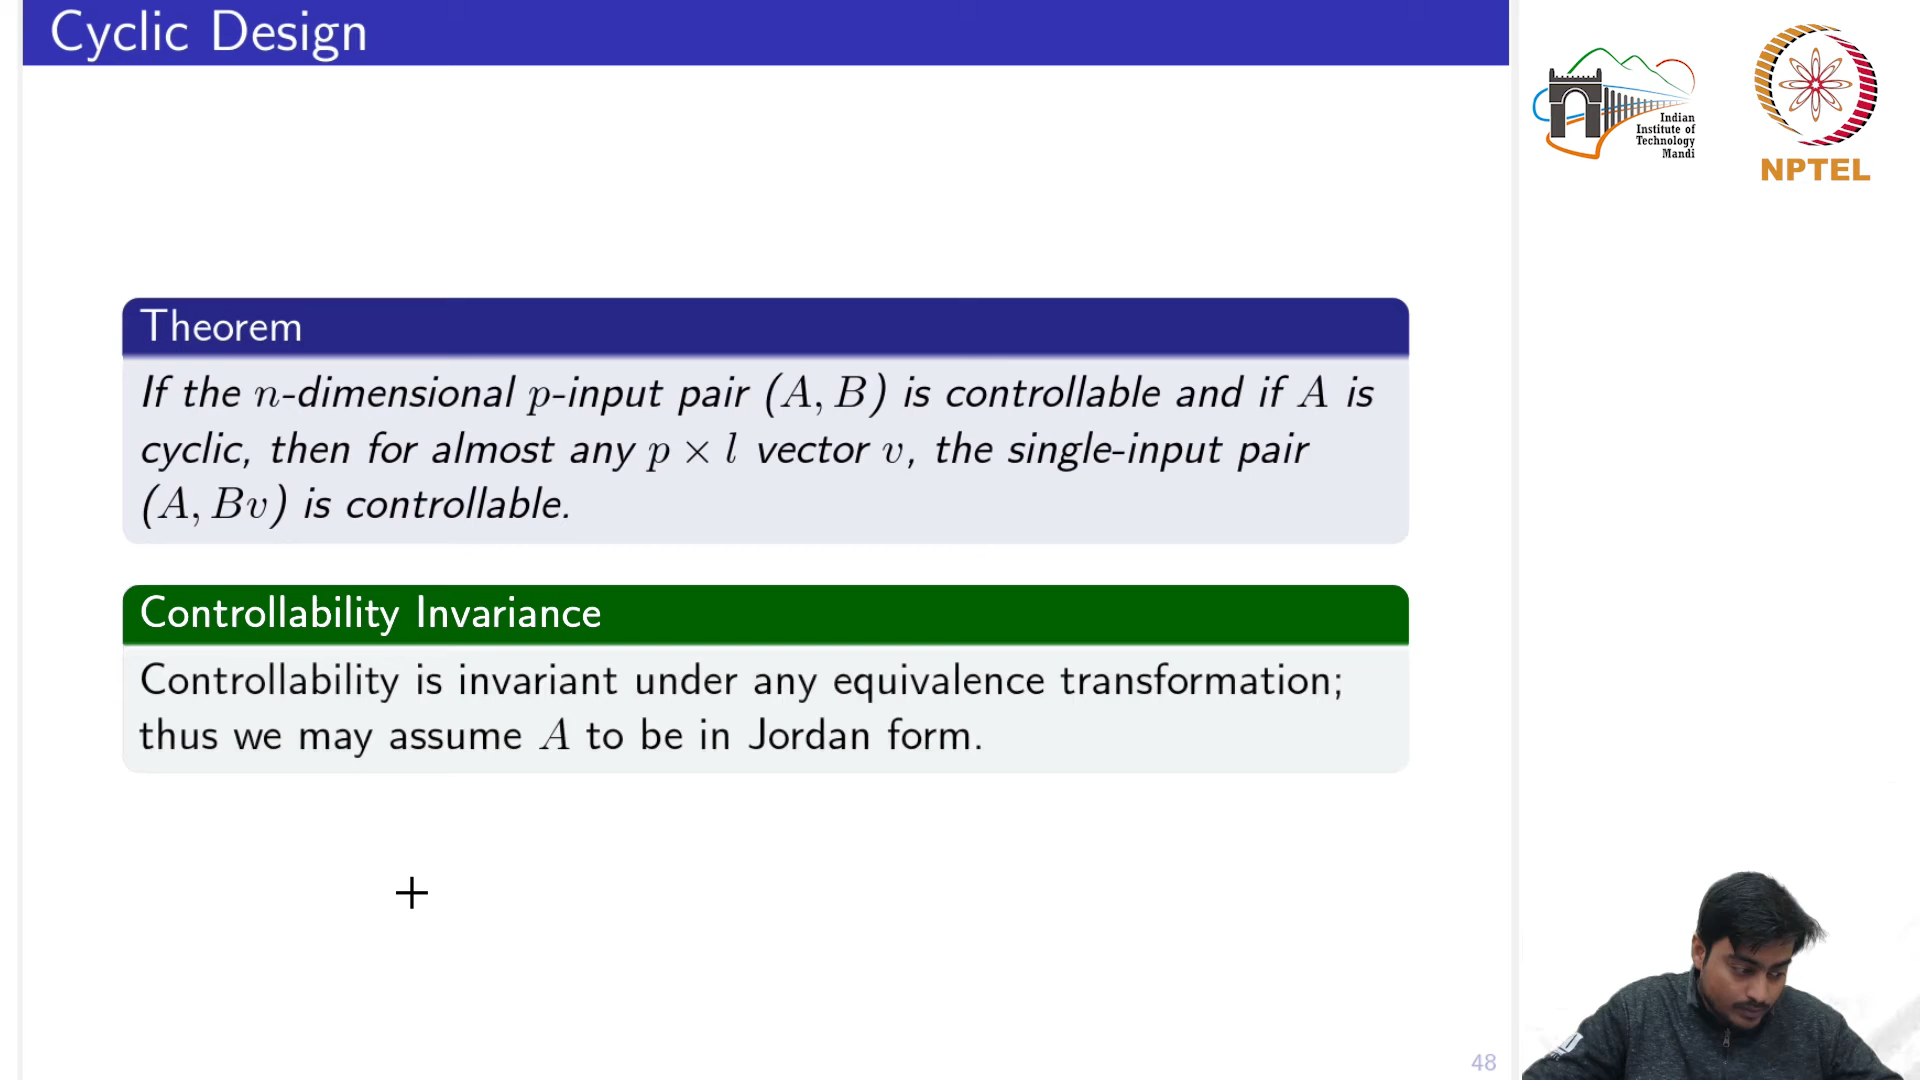 Cyclic Design
Indian
Institute of
Technology
Mandi
NPTEL
Theorem
If the n-dimensional p-input pair (A, B) is controllable and if A is
cyclic, then for almost any p × l vector v, the single-input pair
(A, Bv) is controllable.
Controllability Invariance
Controllability is invariant under any equivalence transformation;
thus we may assume A to be in Jordan form.
48